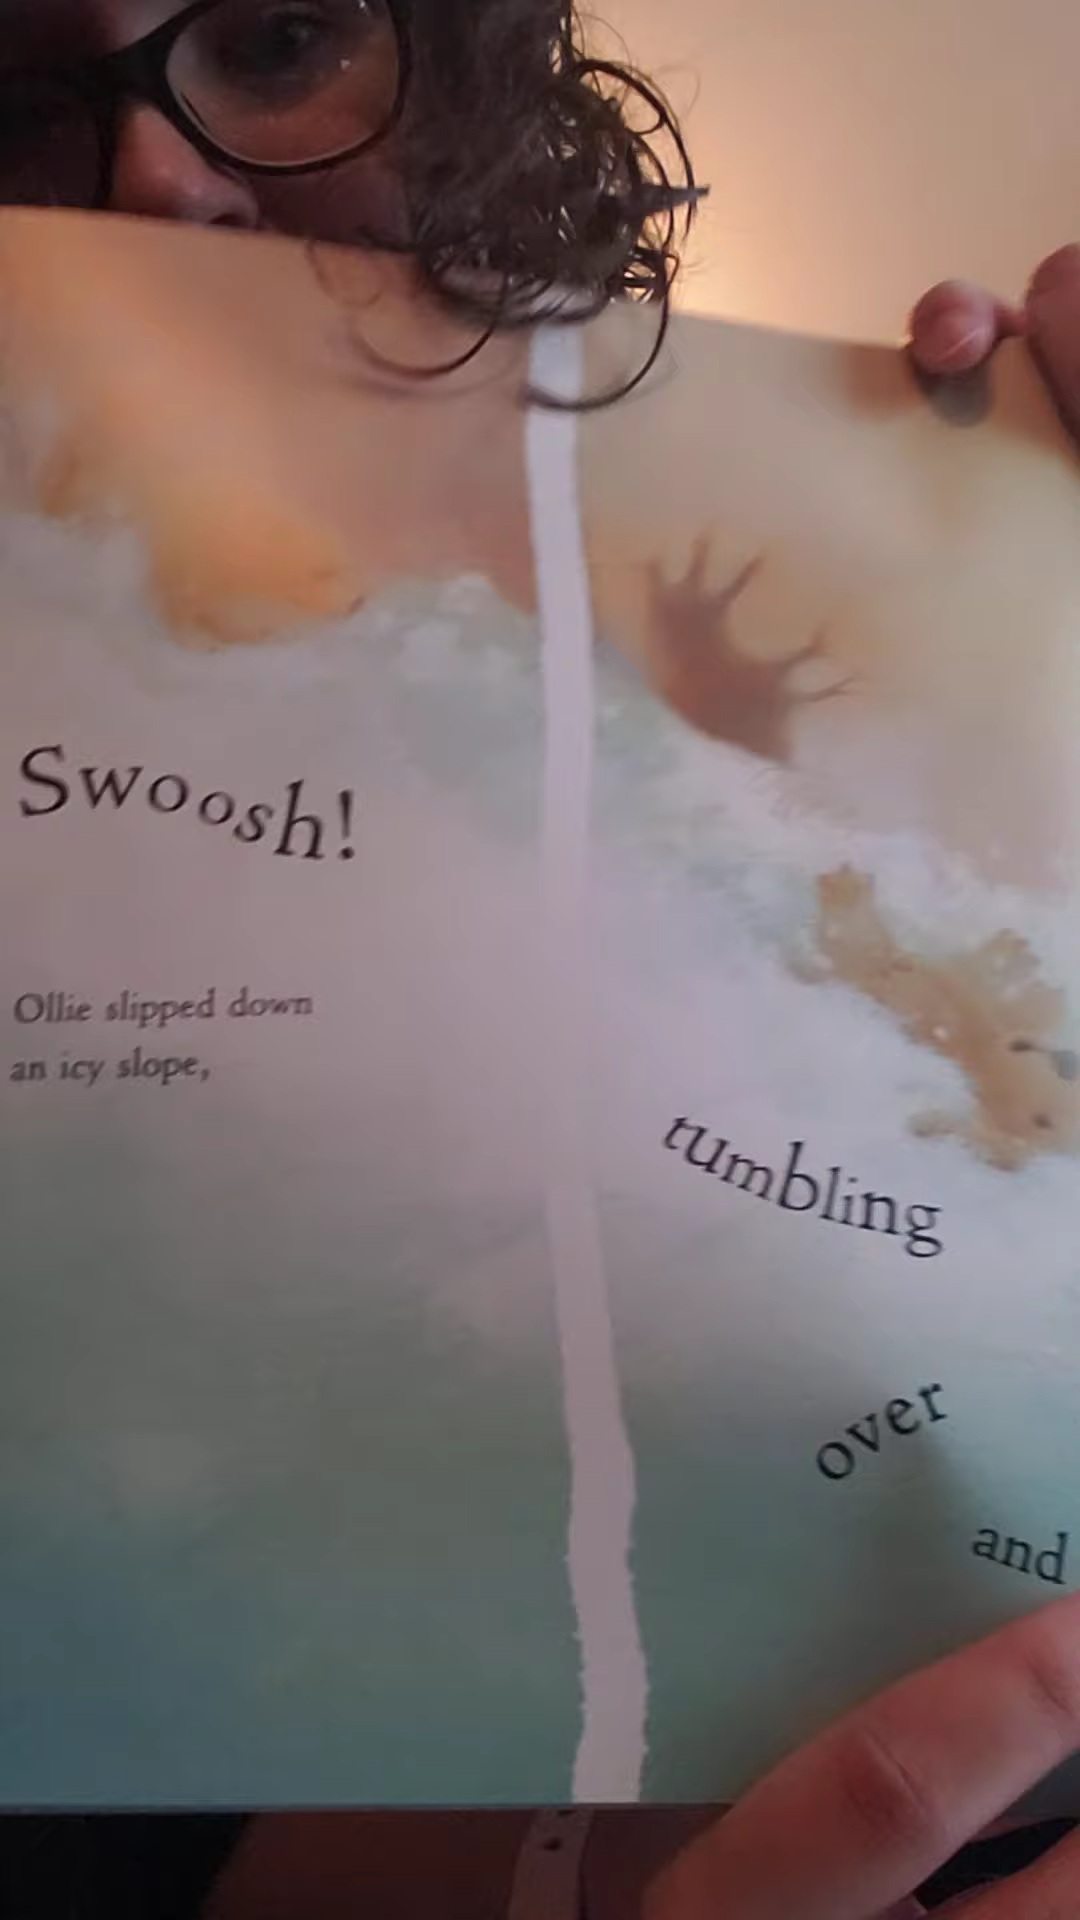 Swoosh!
Ollie slipped down
an icy slope,
tumbling
over
and